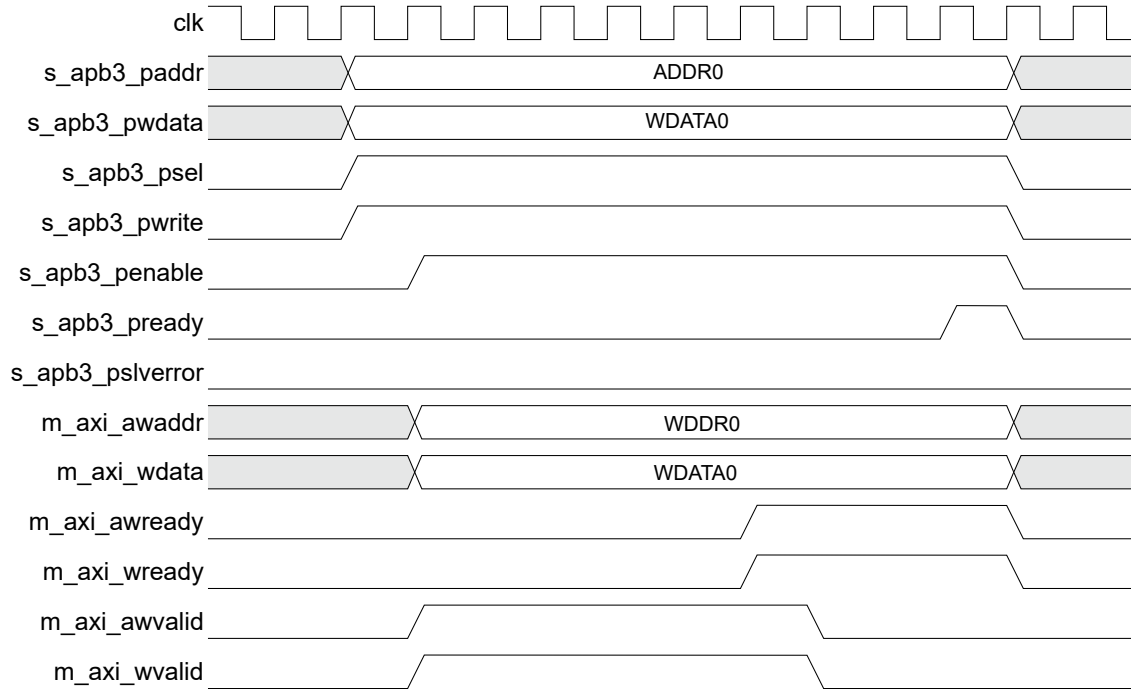 clk
s_apb3_paddr ADDR0
s_apb3_pwdata WDATA0
s_apb3_psel
s_apb3_pwrite
s_apb3_penable
s_apb3_pready
s_apb3_pslverror
m_axi_awaddr WDDR0
m_axi_wdata WDATA0
m_axi_awready
m_axi_wready
m_axi_awvalid
m_axi_wvalid